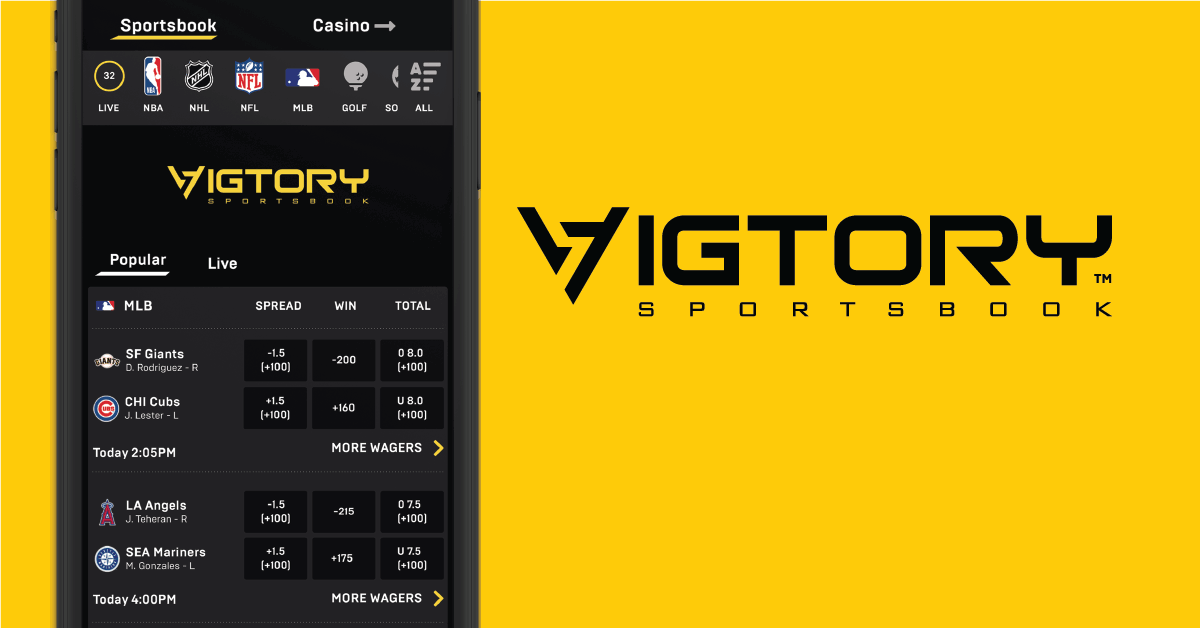 Sportsbook Casino
32
LIVE NBA NHL NFL MLB GOLF SO ALL
VIGTORY
SPORTSBOOK
Popular Live
MLB SPREAD WIN TOTAL
SF Giants
D. Rodriguez - R
-1.5
(+100)
-200
O 8.0
(+100)
CHI Cubs
J. Lester - L
+1.5
(+100)
+160
U 8.0
(+100)
Today 2:05PM MORE WAGERS
LA Angels
J. Teheran - R
-1.5
(+100)
-215
O 7.5
(+100)
SEA Mariners
M. Gonzales - L
+1.5
(+100)
+175
U 7.5
(+100)
Today 4:00PM MORE WAGERS
VIGTORY™
SPORTSBOOK